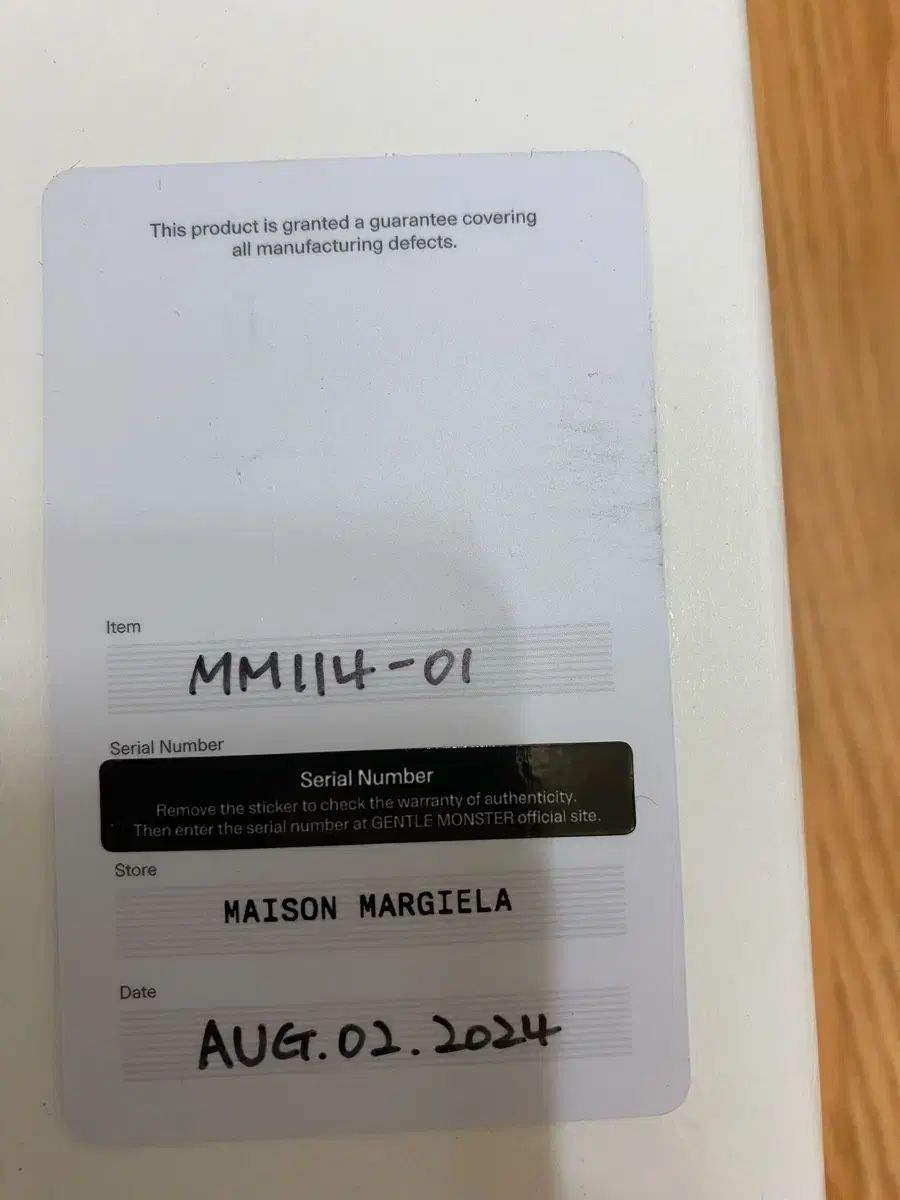 This product is granted a guarantee covering
all manufacturing defects.
Item
MM114-01
Serial Number
Serial Number
Remove the sticker to check the warranty of authenticity.
Then enter the serial number at GENTLE MONSTER official site.
Store
MAISON MARGIELA
Date
AUG.02.2024